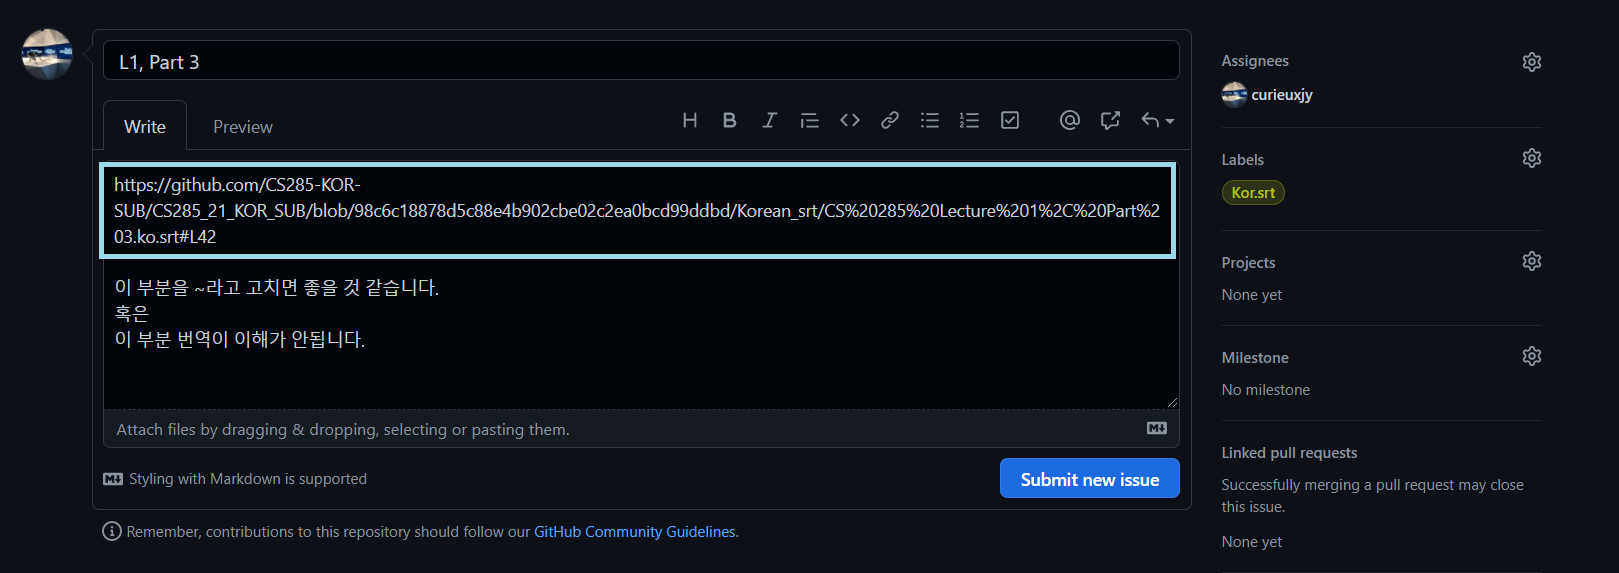 L1, Part 3
Write
Preview
https://github.com/CS285-KOR-
SUB/CS285_21_KOR_SUB/blob/98c6c18878d5c88e4b902cbe02c2ea0bcd99ddbd/Korean_srt/CS%20285%20Lecture%201%2C%20Part%2
03.ko.srt#L42
이 부분을 ~라고 고치면 좋을 것 같습니다.
혹은
이 부분 번역이 이해가 안됩니다.
Attach files by dragging & dropping, selecting or pasting them.
Styling with Markdown is supported
Submit new issue
Remember, contributions to this repository should follow our GitHub Community Guidelines.
Assignees
curieuxjy
Labels
Kor.srt
Projects
None yet
Milestone
No milestone
Linked pull requests
Successfully merging a pull request may close
this issue.
None yet